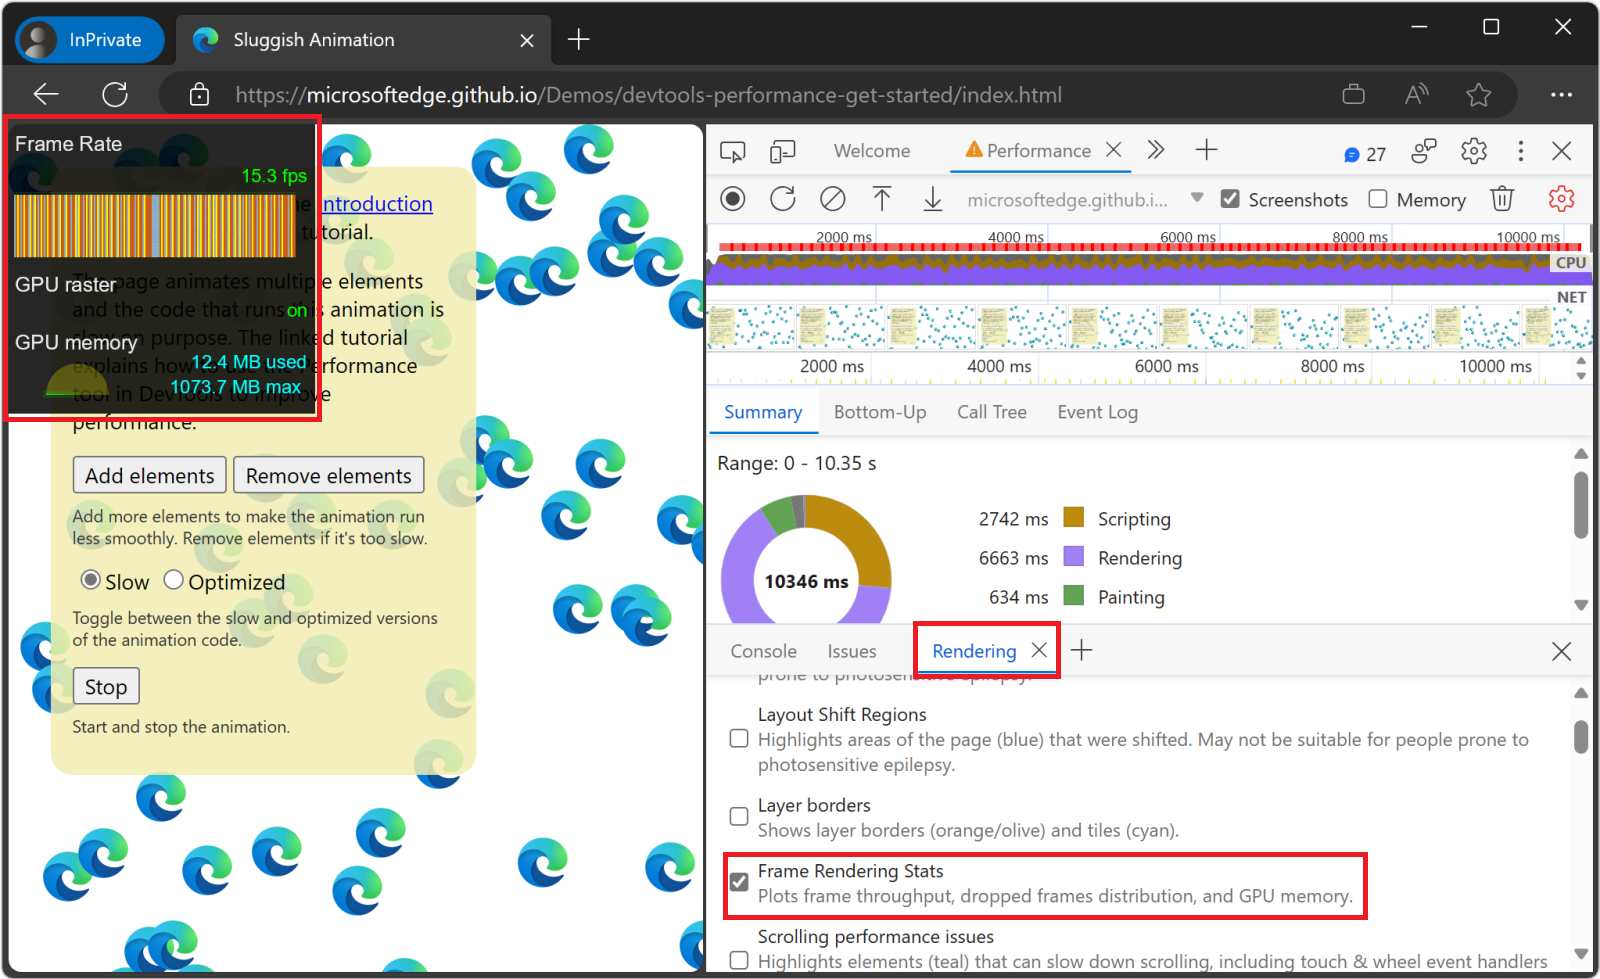 InPrivate
Sluggish Animation
https://microsoftedge.github.io/Demos/devtools-performance-get-started/index.html
Frame Rate
15.3 fps
introduction
tutorial.
GPU raster
on
GPU memory
12.4 MB used
1073.7 MB max
The page animates multiple elements
and the code that runs this animation is
on purpose. The linked tutorial
explains how to use the Performance
tool in DevTools to improve
performance.
Add elements
Remove elements
Add more elements to make the animation run
less smoothly. Remove elements if it's too slow.
Slow
Optimized
Toggle between the slow and optimized versions
of the animation code.
Stop
Start and stop the animation.
Welcome
Performance
27
microsoftedge.github.i...
Screenshots
Memory
2000 ms
4000 ms
6000 ms
8000 ms
10000 ms
CPU
NET
2000 ms
4000 ms
6000 ms
8000 ms
10000 ms
Summary
Bottom-Up
Call Tree
Event Log
Range: 0 - 10.35 s
10346 ms
2742 ms Scripting
6663 ms Rendering
634 ms Painting
Console
Issues
Rendering
prone to photosensitive epilepsy.
Layout Shift Regions
Highlights areas of the page (blue) that were shifted. May not be suitable for people prone to
photosensitive epilepsy.
Layer borders
Shows layer borders (orange/olive) and tiles (cyan).
Frame Rendering Stats
Plots frame throughput, dropped frames distribution, and GPU memory.
Scrolling performance issues
Highlights elements (teal) that can slow down scrolling, including touch & wheel event handlers